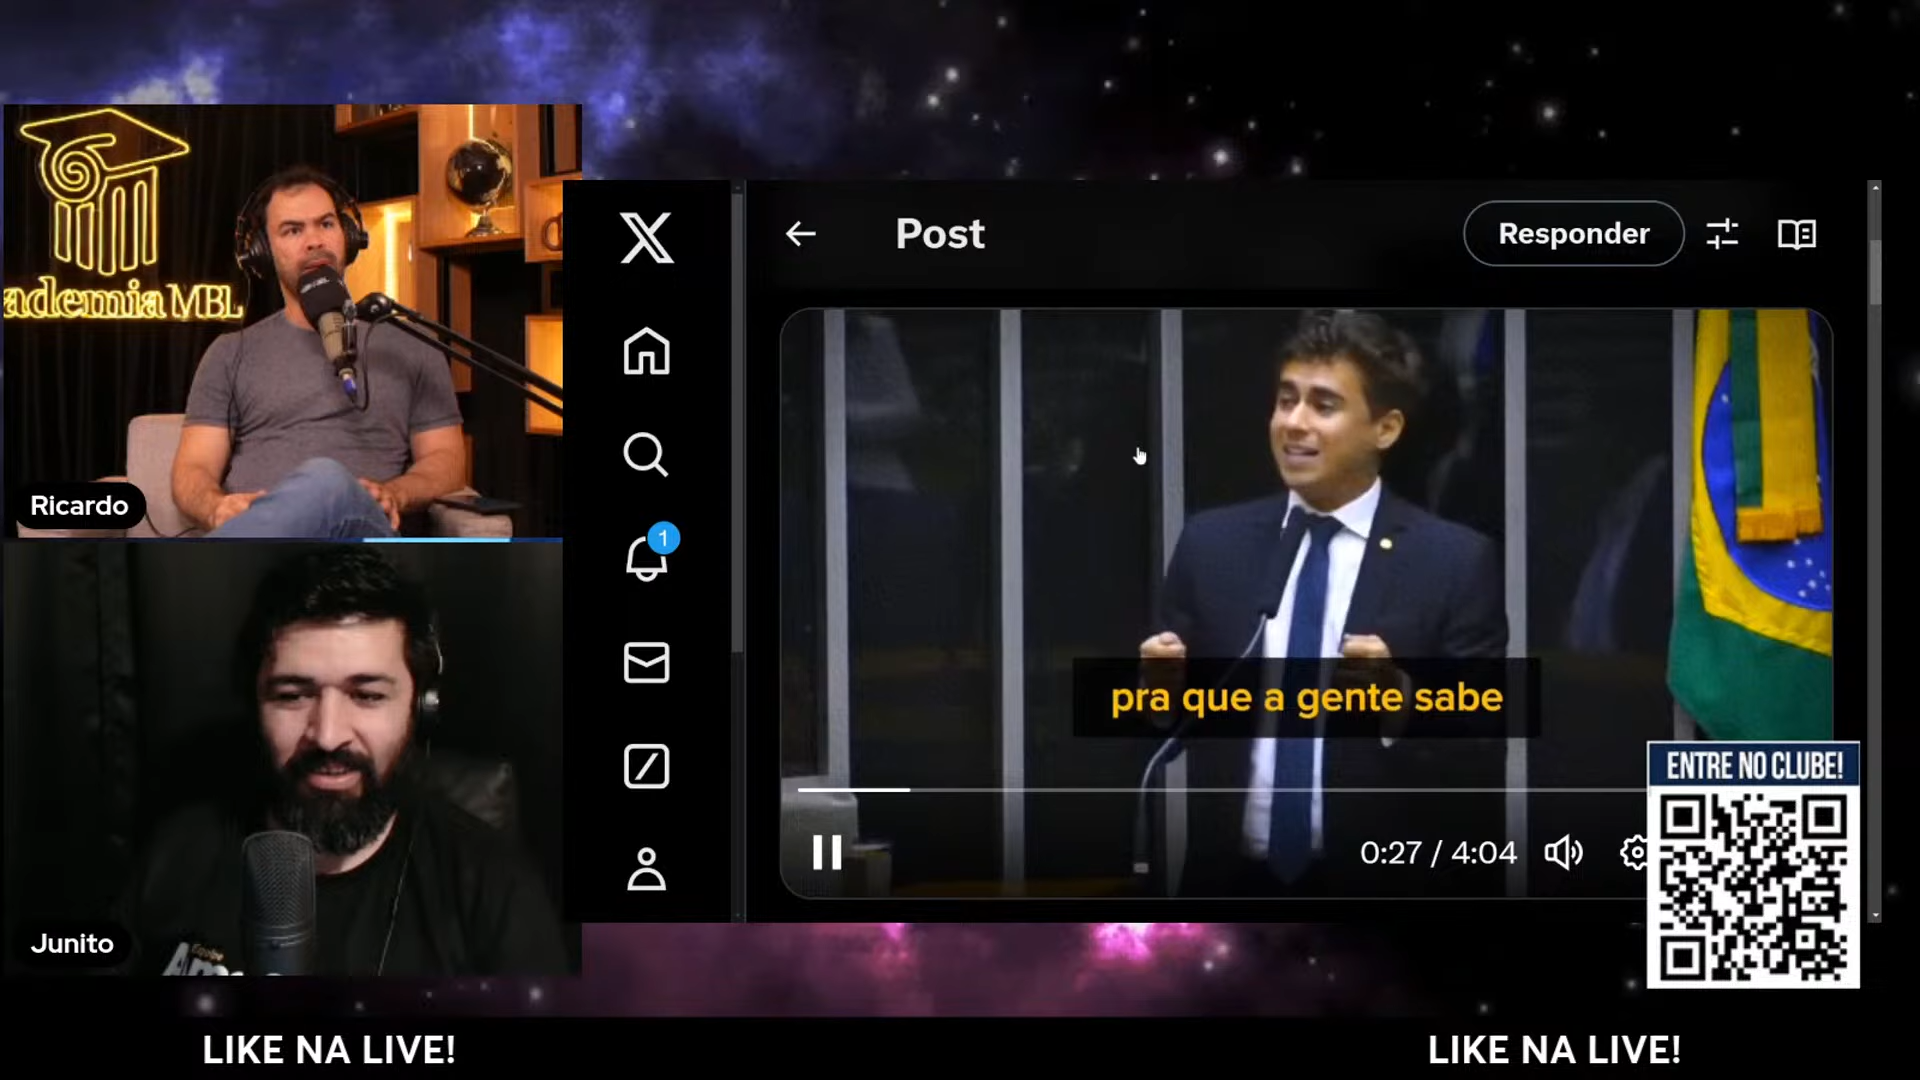 ademia MBL
Ricardo
Junito
1
Post
Responder
pra que a gente sabe
0:27 / 4:04
ENTRE NO CLUBE!
LIKE NA LIVE!
LIKE NA LIVE!